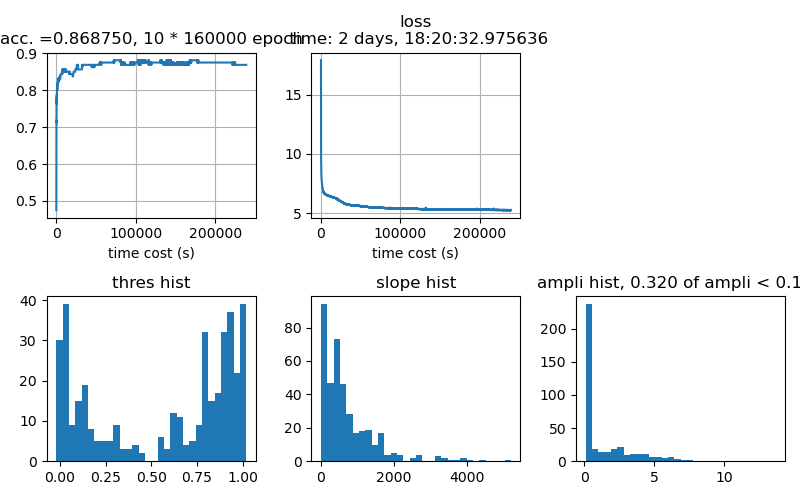 acc. =0.868750, 10 * 160000 epoch
loss
time: 2 days, 18:20:32.975636
0.9
0.8
0.7
0.6
0.5
0 100000 200000
time cost (s)
15
10
5
0 100000 200000
time cost (s)
thres hist
40
30
20
10
0
0.00 0.25 0.50 0.75 1.00
slope hist
80
60
40
20
0
0 2000 4000
ampli hist, 0.320 of ampli < 0.1
200
150
100
50
0
0 5 10